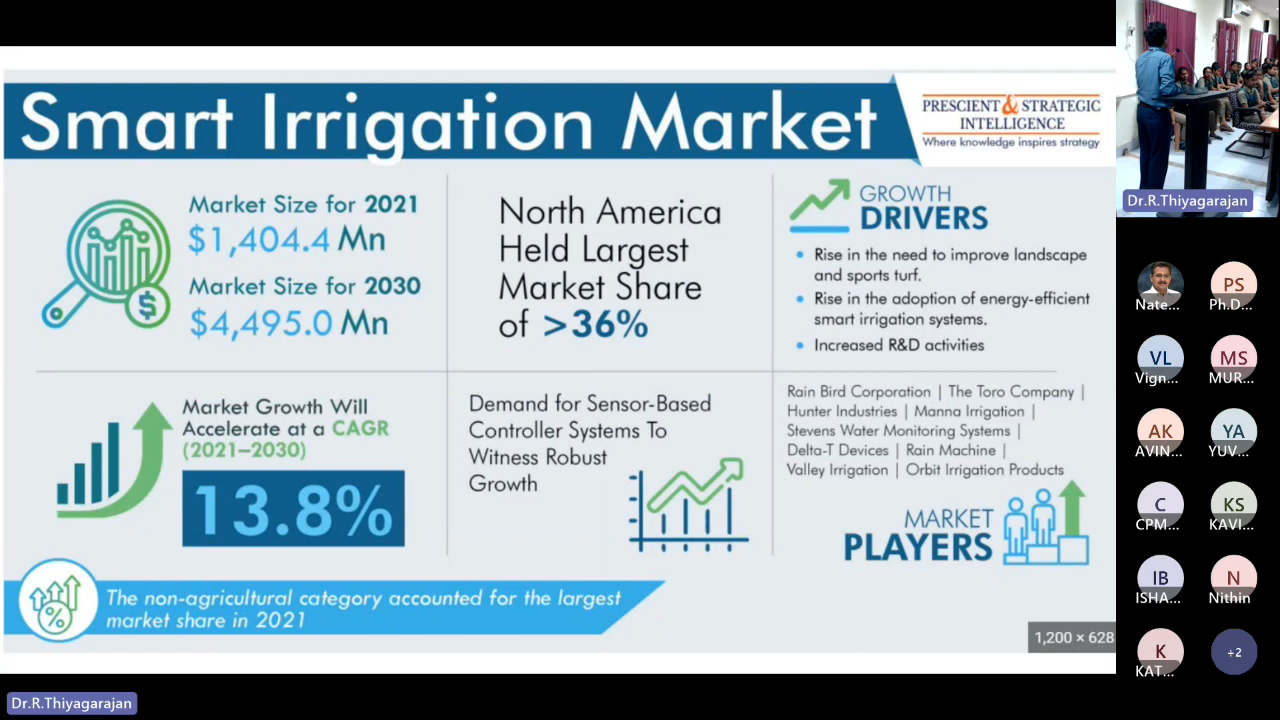 Smart Irrigation Market
PRESCIENT & STRATEGIC
INTELLIGENCE
Where knowledge inspires strategy
Market Size for 2021
$1,404.4 Mn
Market Size for 2030
$4,495.0 Mn
North America
Held Largest
Market Share
of >36%
GROWTH
DRIVERS
• Rise in the need to improve landscape
and sports turf.
• Rise in the adoption of energy-efficient
smart irrigation systems.
• Increased R&D activities
Market Growth Will
Accelerate at a CAGR
(2021–2030)
13.8%
Demand for Sensor-Based
Controller Systems To
Witness Robust
Growth
Rain Bird Corporation | The Toro Company |
Hunter Industries | Manna Irrigation |
Stevens Water Monitoring Systems |
Delta-T Devices | Rain Machine |
Valley Irrigation | Orbit Irrigation Products
MARKET
PLAYERS
$
%
The non-agricultural category accounted for the largest
market share in 2021
1,200 × 628
Dr.R.Thiyagarajan
Dr.R.Thiyagarajan
PS
Nate...
Ph.D...
VL
MS
Vign...
MUR...
AK
YA
AVIN...
YUV...
C
KS
CPM...
KAVI...
IB
N
ISHA...
Nithin
K
+2
KAT...